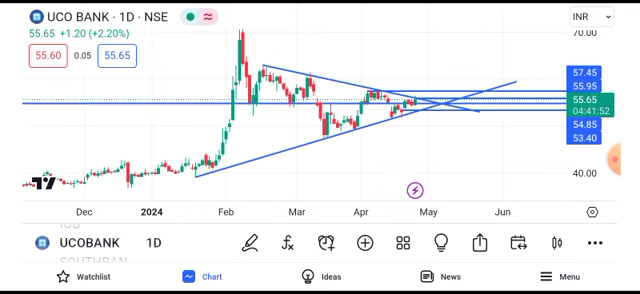 UCO BANK · 1D · NSE
INR
55.65 +1.20 (+2.20%)
70.00
55.60 0.05 55.65
57.45
55.95
55.65
04:41:52
54.85
53.40
40.00
Dec 2024 Feb Mar Apr May Jun
UCOBANK 1D
Watchlist Chart Ideas News Menu